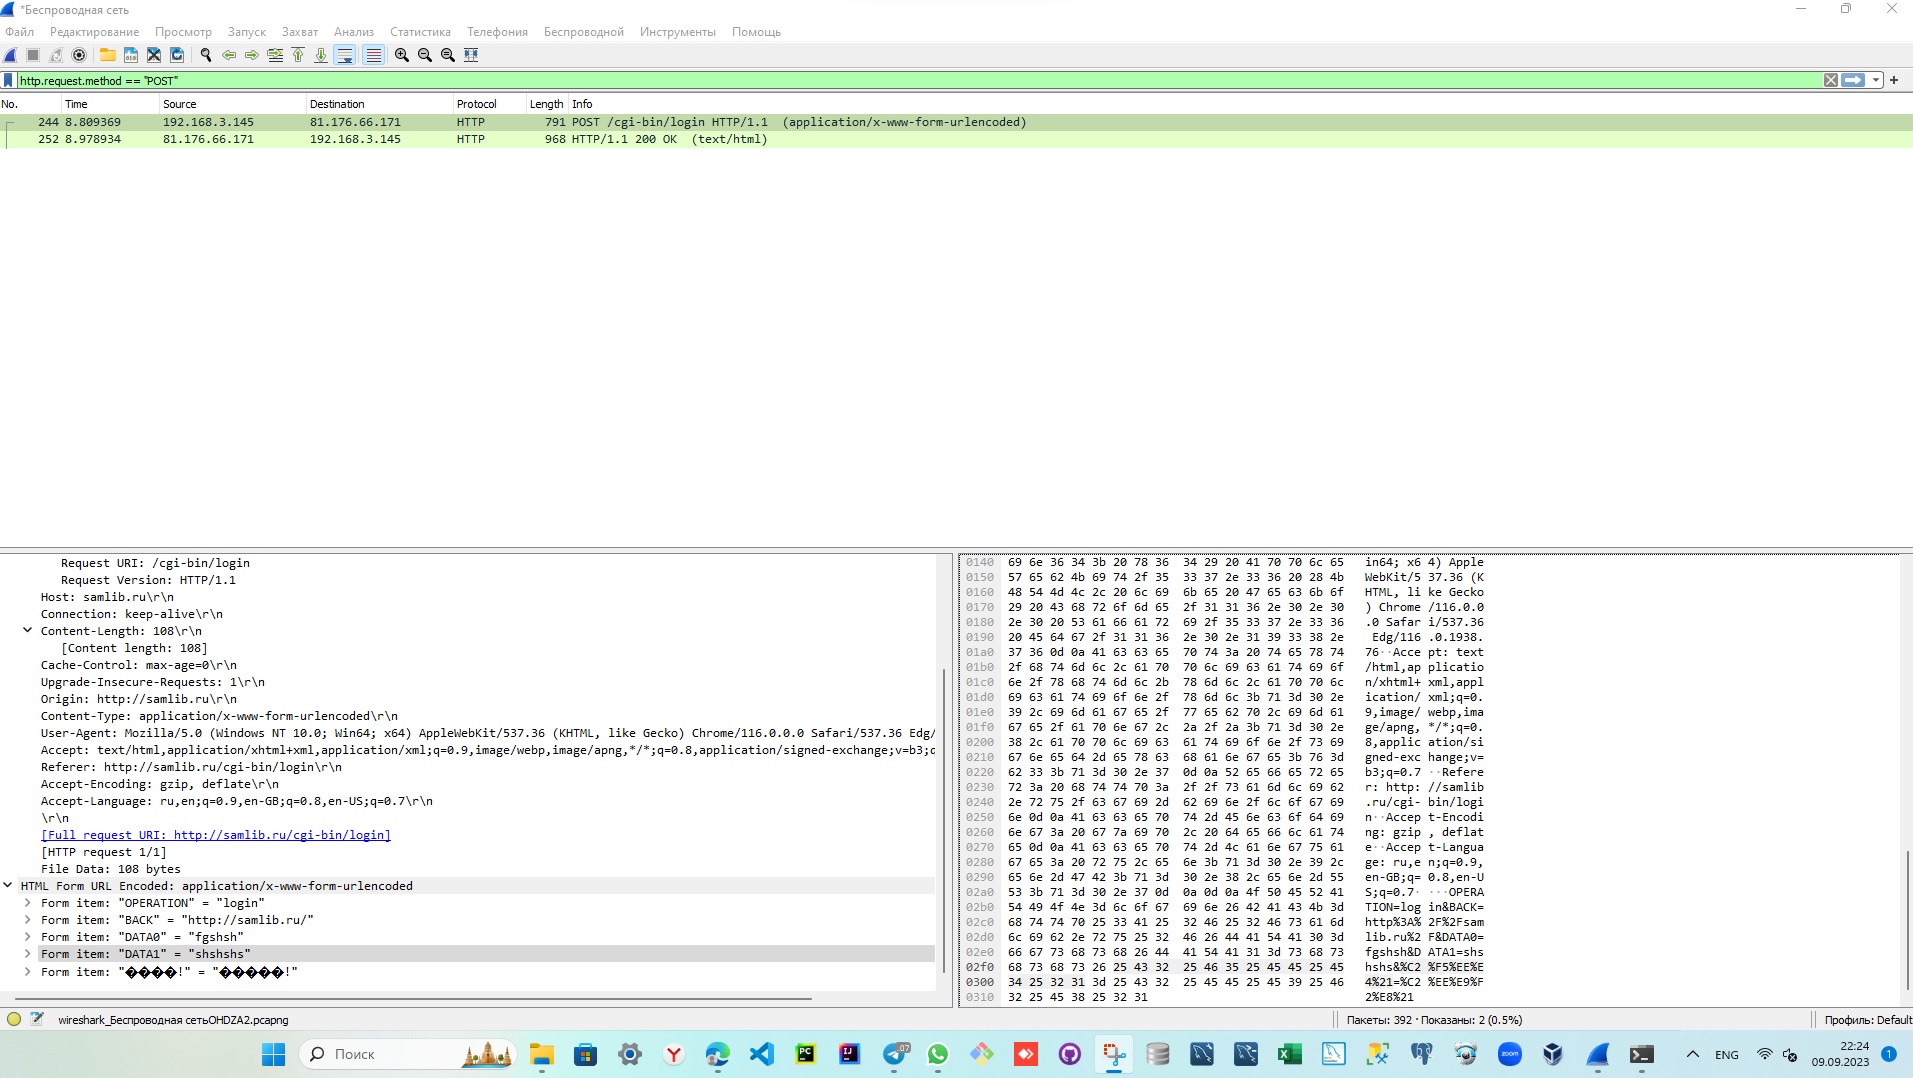 *Беспроводная сеть
Файл Редактирование Просмотр Запуск Захват Анализ Статистика Телефония Беспроводной Инструменты Помощь
http.request.method == "POST"
No. Time Source Destination Protocol Length Info
244 8.809369 192.168.3.145 81.176.66.171 HTTP 791 POST /cgi-bin/login HTTP/1.1 (application/x-www-form-urlencoded)
252 8.978934 81.176.66.171 192.168.3.145 HTTP 968 HTTP/1.1 200 OK (text/html)
Request URI: /cgi-bin/login
Request Version: HTTP/1.1
Host: samlib.ru\r\n
Connection: keep-alive\r\n
Content-Length: 108\r\n
[Content length: 108]
Cache-Control: max-age=0\r\n
Upgrade-Insecure-Requests: 1\r\n
Origin: http://samlib.ru\r\n
Content-Type: application/x-www-form-urlencoded\r\n
User-Agent: Mozilla/5.0 (Windows NT 10.0; Win64; x64) AppleWebKit/537.36 (KHTML, like Gecko) Chrome/116.0.0.0 Safari/537.36 Edg/
Accept: text/html,application/xhtml+xml,application/xml;q=0.9,image/webp,image/apng,*/*;q=0.8,application/signed-exchange;v=b3;q
Referer: http://samlib.ru/cgi-bin/login\r\n
Accept-Encoding: gzip, deflate\r\n
Accept-Language: ru,en;q=0.9,en-GB;q=0.8,en-US;q=0.7\r\n
\r\n
[Full request URI: http://samlib.ru/cgi-bin/login]
[HTTP request 1/1]
File Data: 108 bytes
HTML Form URL Encoded: application/x-www-form-urlencoded
Form item: "OPERATION" = "login"
Form item: "BACK" = "http://samlib.ru/"
Form item: "DATA0" = "fgshsh"
Form item: "DATA1" = "shshshs"
Form item: "����!" = "�����!"
0140 69 6e 36 34 3b 20 78 36 34 29 20 41 70 70 6c 65 in64; x6 4) Apple
0150 57 65 62 4b 69 74 2f 35 33 37 2e 33 36 20 28 4b WebKit/5 37.36 (K
0160 48 54 4d 4c 2c 20 6c 69 6b 65 20 47 65 63 6b 6f HTML, li ke Gecko
0170 29 20 43 68 72 6f 6d 65 2f 31 31 36 2e 30 2e 30 ) Chrome /116.0.0
0180 2e 30 20 53 61 66 61 72 69 2f 35 33 37 2e 33 36 .0 Safar i/537.36
0190 20 45 64 67 2f 31 31 36 2e 30 2e 31 39 33 38 2e Edg/116 .0.1938.
01a0 37 36 0d 0a 41 63 63 65 70 74 3a 20 74 65 78 74 76··Acce pt: text
01b0 2f 68 74 6d 6c 2c 61 70 70 6c 69 63 61 74 69 6f /html,ap plicatio
01c0 6e 2f 78 68 74 6d 6c 2b 78 6d 6c 2c 61 70 70 6c n/xhtml+ xml,appl
01d0 69 63 61 74 69 6f 6e 2f 78 6d 6c 3b 71 3d 30 2e ication/ xml;q=0.
01e0 39 2c 69 6d 61 67 65 2f 77 65 62 70 2c 69 6d 61 9,image/ webp,ima
01f0 67 65 2f 61 70 6e 67 2c 2a 2f 2a 3b 71 3d 30 2e ge/apng, */*;q=0.
0200 38 2c 61 70 70 6c 69 63 61 74 69 6f 6e 2f 73 69 8,applic ation/si
0210 67 6e 65 64 2d 65 78 63 68 61 6e 67 65 3b 76 3d gned-exc hange;v=
0220 62 33 3b 71 3d 30 2e 37 0d 0a 52 65 66 65 72 65 b3;q=0.7 ··Refere
0230 72 3a 20 68 74 74 70 3a 2f 2f 73 61 6d 6c 69 62 r: http: //samlib
0240 2e 72 75 2f 63 67 69 2d 62 69 6e 2f 6c 6f 67 69 .ru/cgi- bin/logi
0250 6e 0d 0a 41 63 63 65 70 74 2d 45 6e 63 6f 64 69 n··Accep t-Encodi
0260 6e 67 3a 20 67 7a 69 70 2c 20 64 65 66 6c 61 74 ng: gzip , deflat
0270 65 0d 0a 41 63 63 65 70 74 2d 4c 61 6e 67 75 61 e··Accep t-Langua
0280 67 65 3a 20 72 75 2c 65 6e 3b 71 3d 30 2e 39 2c ge: ru,e n;q=0.9,
0290 65 6e 2d 47 42 3b 71 3d 30 2e 38 2c 65 6e 2d 55 en-GB;q= 0.8,en-U
02a0 53 3b 71 3d 30 2e 37 0d 0a 0d 0a 4f 50 45 52 41 S;q=0.7· ···OPERA
02b0 54 49 4f 4e 3d 6c 6f 67 69 6e 26 42 41 43 4b 3d TION=log in&BACK=
02c0 68 74 74 70 25 33 41 25 32 46 25 32 46 73 61 6d http%3A% 2F%2Fsam
02d0 6c 69 62 2e 72 75 25 32 46 26 44 41 54 41 30 3d lib.ru%2 F&DATA0=
02e0 66 67 73 68 73 68 26 44 41 54 41 31 3d 73 68 73 fgshsh&D ATA1=shs
02f0 68 73 68 73 26 25 43 32 25 46 35 25 45 45 25 45 hshs&%C2 %F5%EE%E
0300 34 25 32 31 3d 25 43 32 25 45 45 25 45 39 25 46 4%21=%C2 %EE%E9%F
0310 32 25 45 38 25 32 31 2%E8%21
wireshark_Беспроводная сетьOHDZA2.pcapng Пакеты: 392 · Показаны: 2 (0.5%) Профиль: Default
Поиск
ENG
22:24
09.09.2023
1